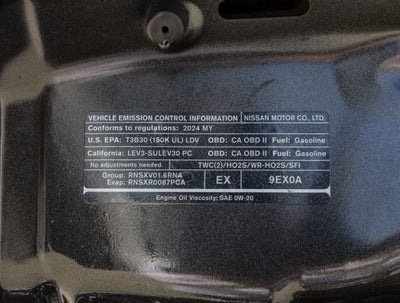 VEHICLE EMISSION CONTROL INFORMATION NISSAN MOTOR CO., LTD.
Conforms to regulations: 2024 MY
U.S. EPA: T3B30 (150K UL) LDV OBD: CA OBD II Fuel: Gasoline
California: LEV3-SULEV30 PC OBD: CA OBD II Fuel: Gasoline
No adjustments needed. TWC(2)/HO2S/WR-HO2S/SFI
Group: RNSXV01.6RNA
Evap: RNSXR0087PCA
EX
9EX0A
Engine Oil Viscosity: SAE 0W-20